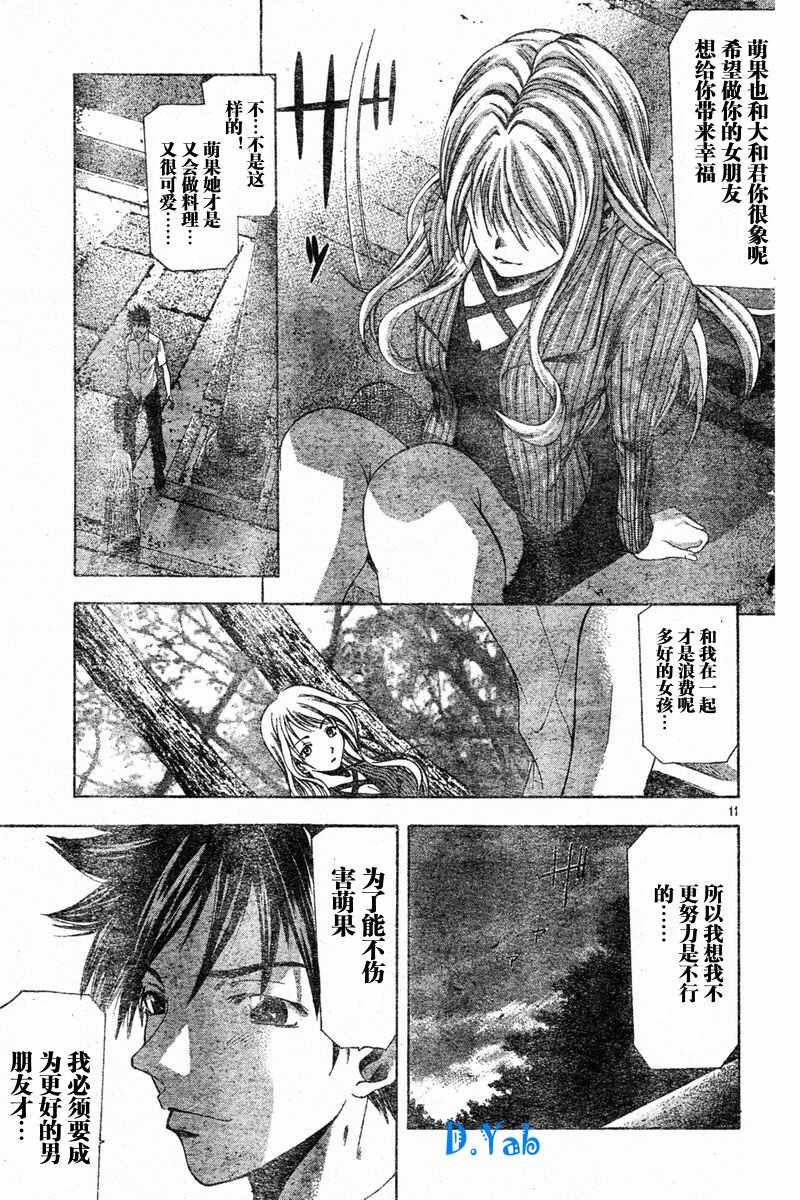 萌果也和大和君你很象呢
希望做你的女朋友
想给你带来幸福
不…不是这
样的！
萌果她才是
又会做料理…
又很可爱……
和我在一起
才是浪费呢
多好的女孩…
11
所以我想我不
更努力是不行
的……
为了能不伤
害萌果
我必须要成
为更好的男
朋友才…
D.Yab